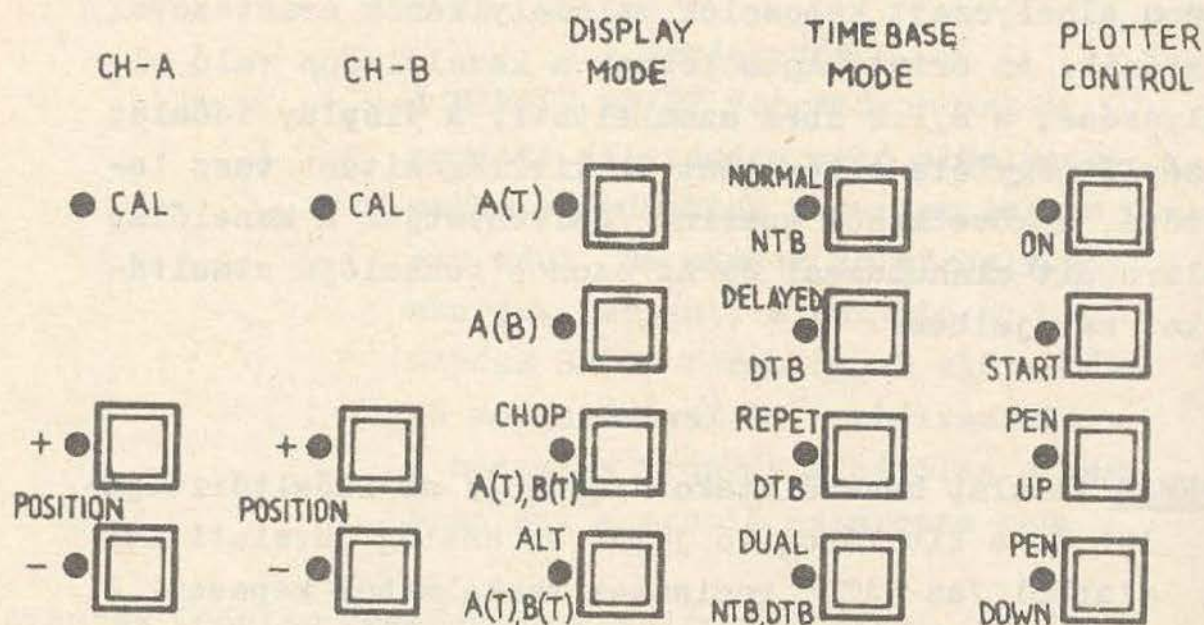 CH-A
CH-B
DISPLAY
MODE
TIME BASE
MODE
PLOTTER
CONTROL
CAL
CAL
A(T)
NORMAL
NTB
ON
A(B)
DELAYED
DTB
START
+
+
CHOP
A(T),B(T)
REPET
DTB
PEN
UP
POSITION
POSITION
-
-
ALT
A(T),B(T)
DUAL
NTB,DTB
PEN
DOWN